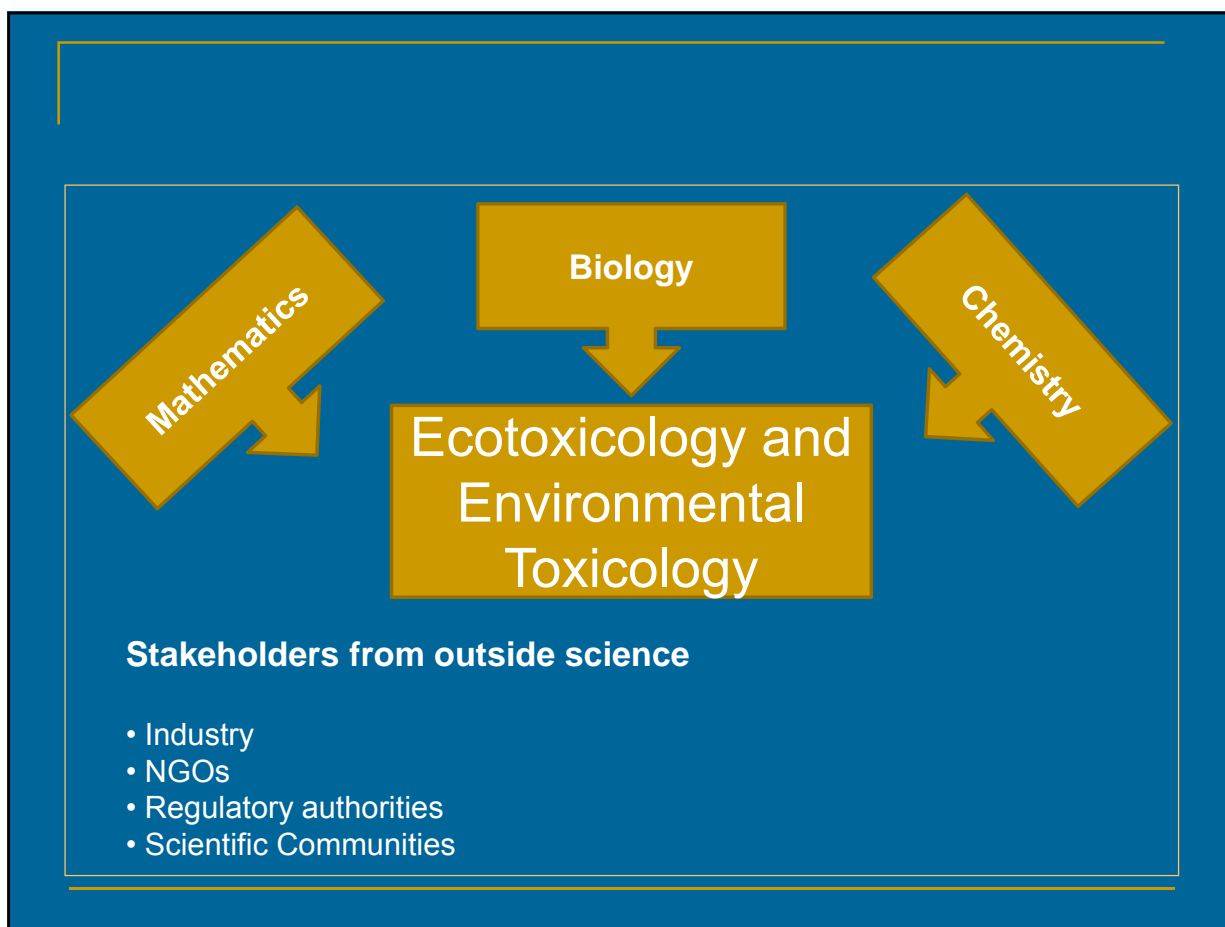 Mathematics
Biology
Chemistry
Ecotoxicology and
Environmental
Toxicology
Stakeholders from outside science
• Industry
• NGOs
• Regulatory authorities
• Scientific Communities